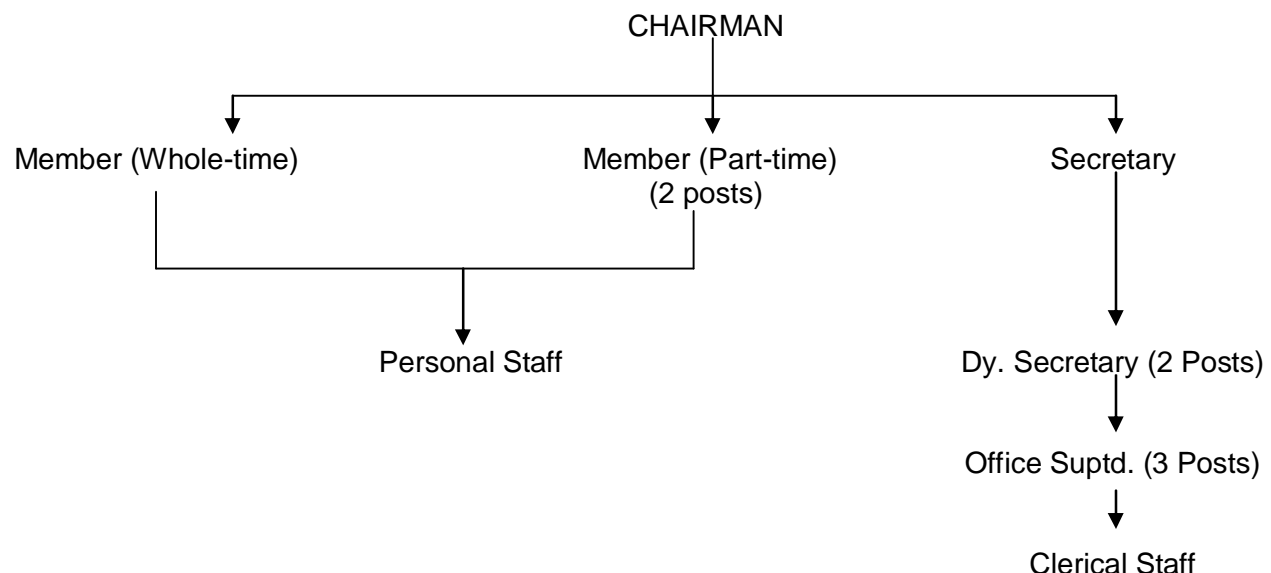 CHAIRMAN
Member (Whole-time)
Member (Part-time)
(2 posts)
Secretary
Personal Staff
Dy. Secretary (2 Posts)
Office Suptd. (3 Posts)
Clerical Staff